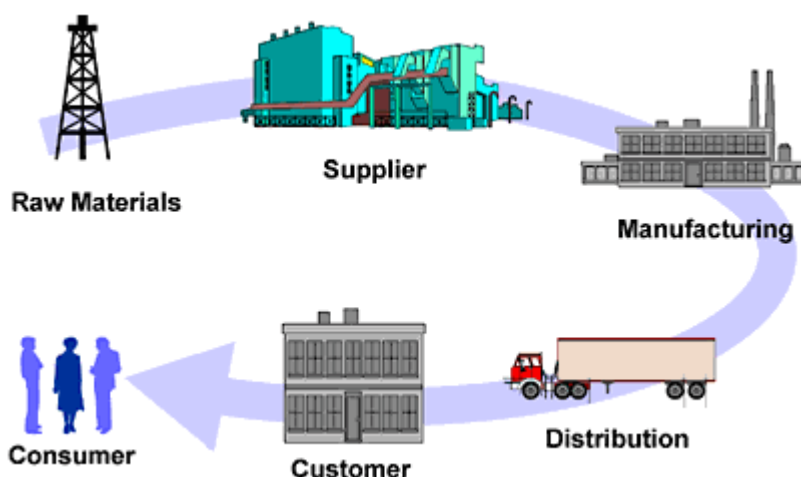 Raw Materials
Supplier
Manufacturing
Distribution
Customer
Consumer